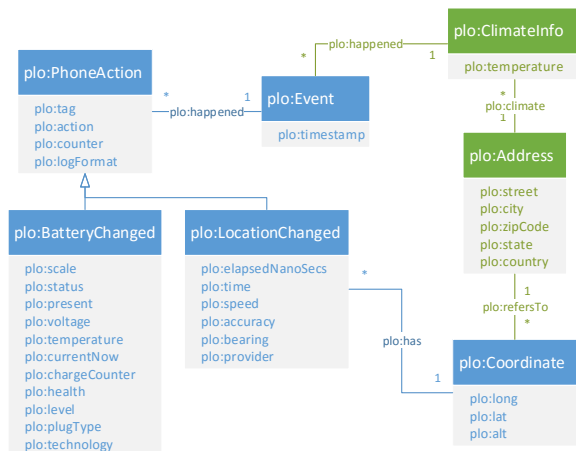 plo:ClimateInfo
plo:temperature
plo:happened
*
1
plo:PhoneAction
plo:tag
plo:action
plo:counter
plo:logFormat
*
1
plo:happened
plo:Event
plo:timestamp
*
plo:climate
1
plo:Address
plo:street
plo:city
plo:zipCode
plo:state
plo:country
plo:BatteryChanged
plo:scale
plo:status
plo:present
plo:voltage
plo:temperature
plo:currentNow
plo:chargeCounter
plo:health
plo:level
plo:plugType
plo:technology
plo:LocationChanged
plo:elapsedNanoSecs
plo:time
plo:speed
plo:accuracy
plo:bearing
plo:provider
*
plo:has
1
1
plo:refersTo
*
plo:Coordinate
plo:long
plo:lat
plo:alt